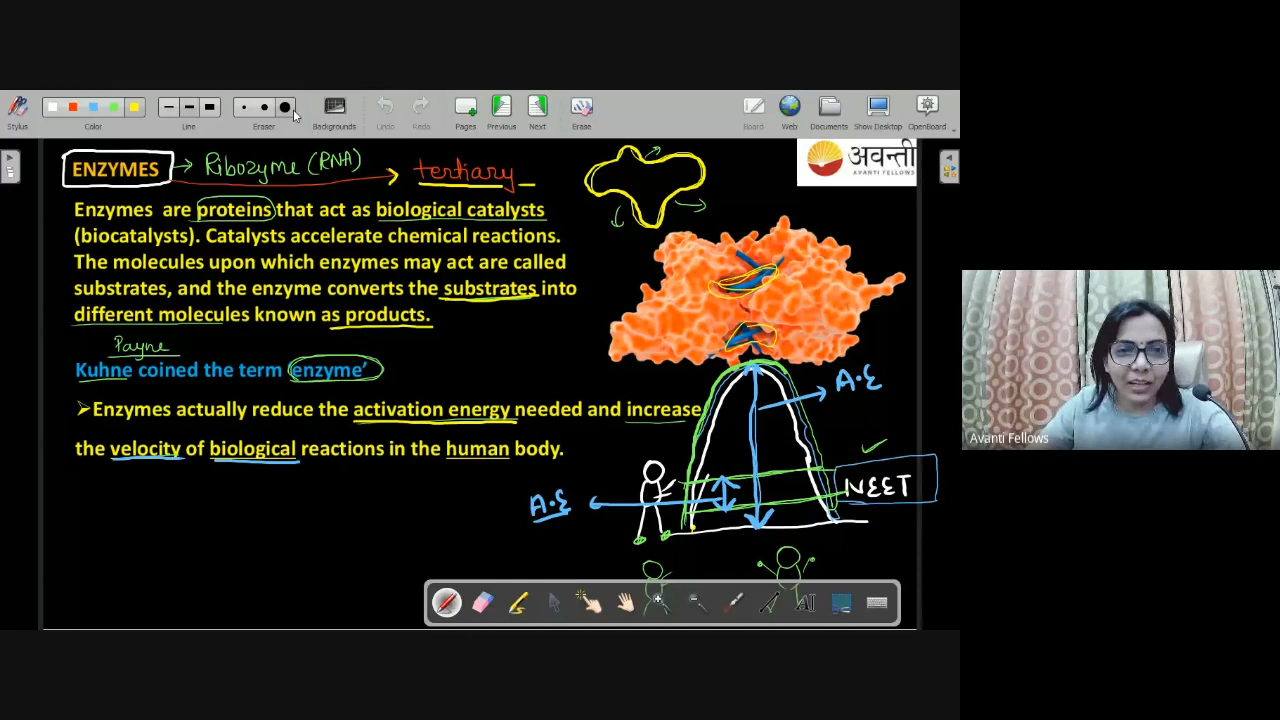 Stylus
Color
Line
Eraser
Backgrounds
Undo
Redo
Pages
Previous
Next
Erase
Board
Web
Documents
Show Desktop
OpenBoard
ENZYMES → Ribozyme (RNA) → tertiary
अवन्ती
AVANTI FELLOWS
Enzymes are proteins that act as biological catalysts
(biocatalysts). Catalysts accelerate chemical reactions.
The molecules upon which enzymes may act are called
substrates, and the enzyme converts the substrates into
different molecules known as products.
Payne
Kuhne coined the term enzyme’
➢Enzymes actually reduce the activation energy needed and increase
the velocity of biological reactions in the human body.
A.E
NEET
A.E
Avanti Fellows
AI